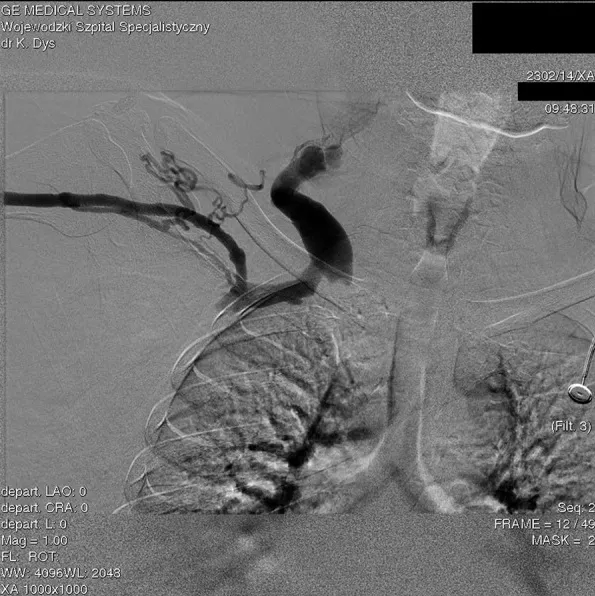 GE MEDICAL SYSTEMS
Wojewodzki Szpital Specjalistyczny
dr K. Dys
2302/14/XA
09:48:31
(Filt. 3)
depart. LAO: 0
depart. CRA: 0
depart. L: 0
Mag = 1.00
FL: ROT:
WW: 4096WL: 2048
XA 1000x1000
Seq: 2
FRAME = 12 / 49
MASK = 2